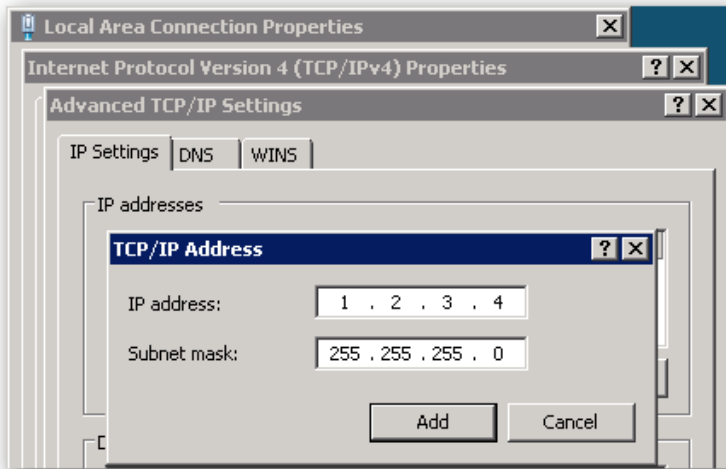 Local Area Connection Properties
Internet Protocol Version 4 (TCP/IPv4) Properties
Advanced TCP/IP Settings
IP Settings DNS WINS
IP addresses
TCP/IP Address
IP address: 1 . 2 . 3 . 4
Subnet mask: 255 . 255 . 255 . 0
Add Cancel